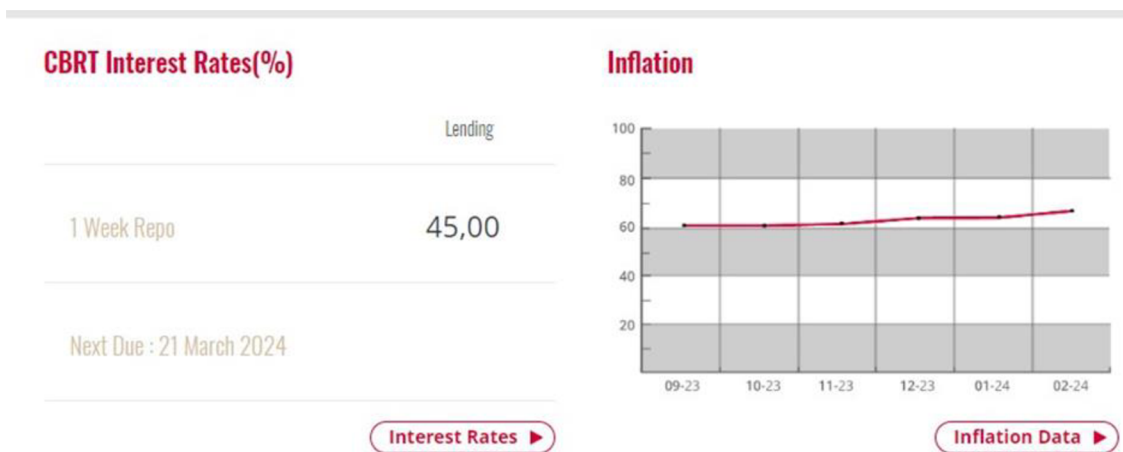 CBRT Interest Rates(%)
Lending
1 Week Repo 45,00
Next Due : 21 March 2024
Interest Rates
Inflation
100
80
60
40
20
09-23 10-23 11-23 12-23 01-24 02-24
Inflation Data